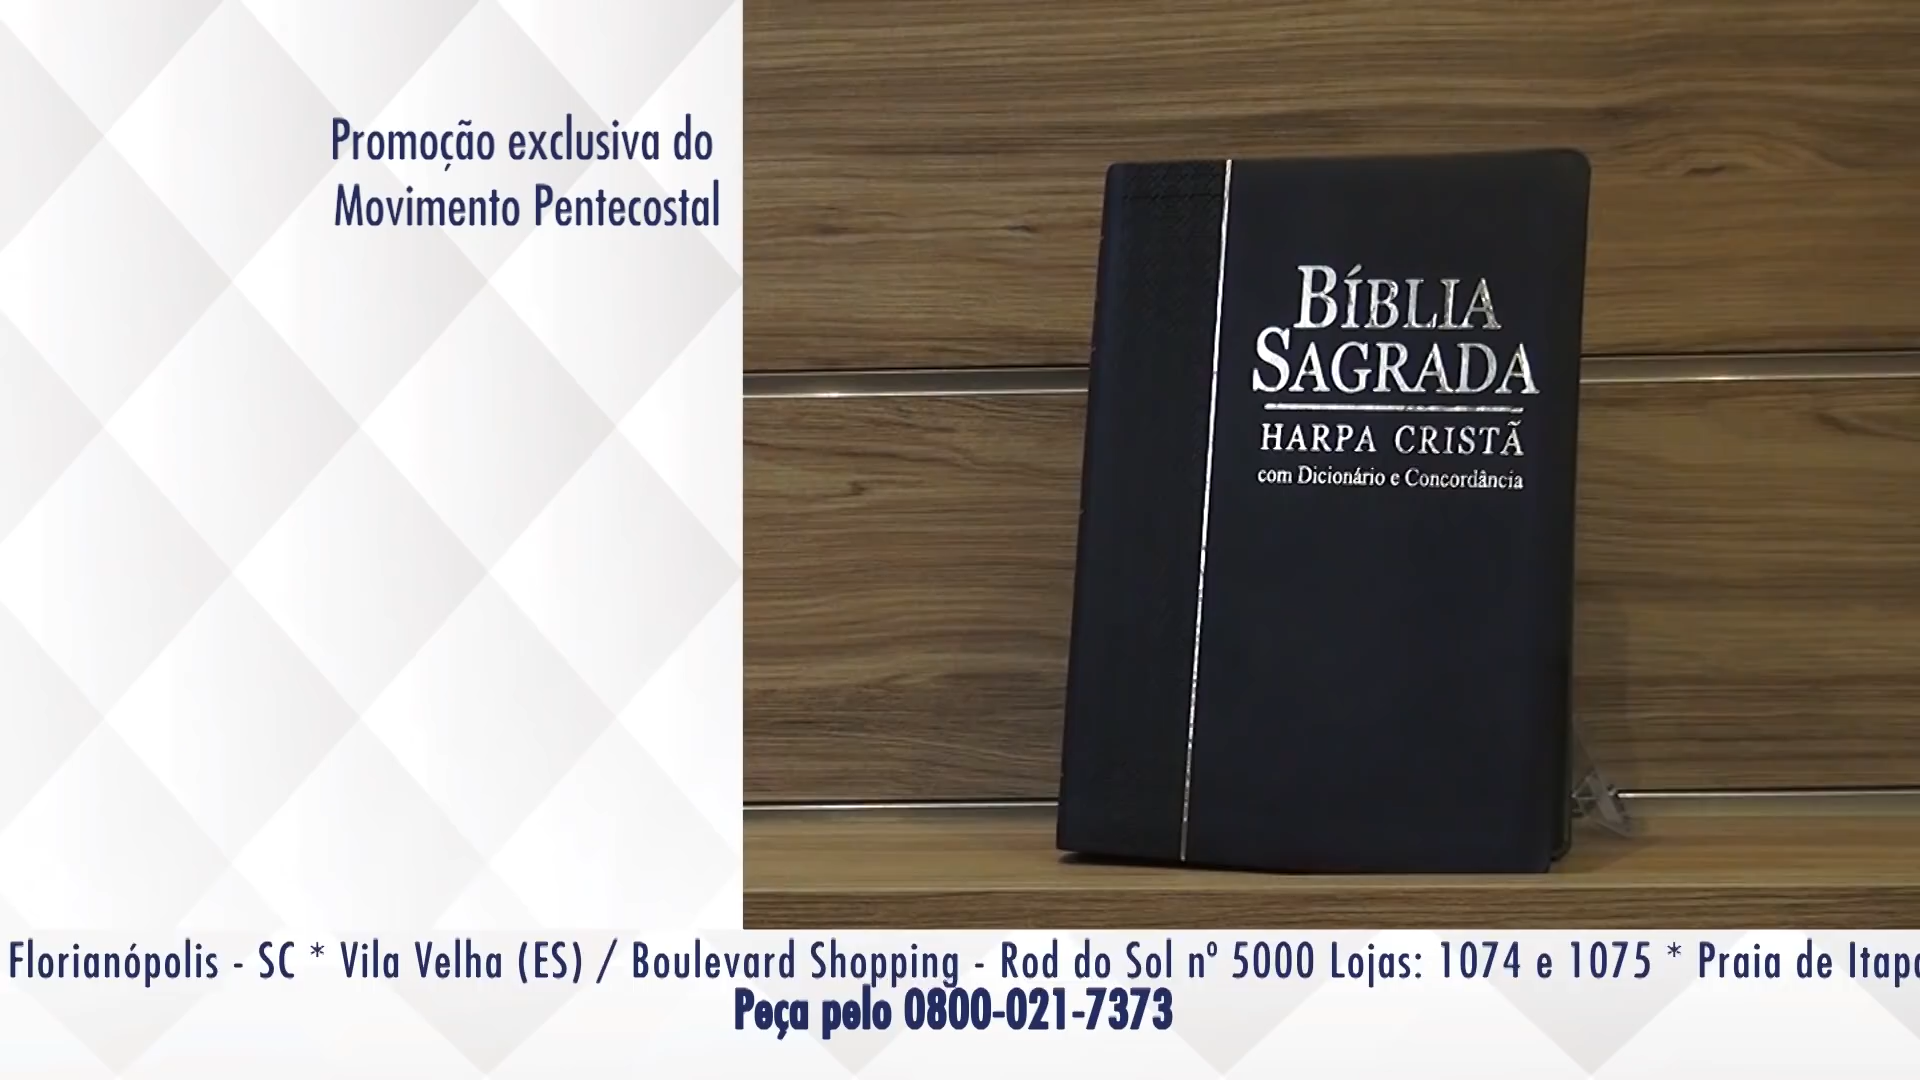 Promoção exclusiva do
Movimento Pentecostal
BÍBLIA
SAGRADA
HARPA CRISTÃ
com Dicionário e Concordância
Florianópolis - SC * Vila Velha (ES) / Boulevard Shopping - Rod do Sol nº 5000 Lojas: 1074 e 1075 * Praia de Itapa
Peça pelo 0800-021-7373